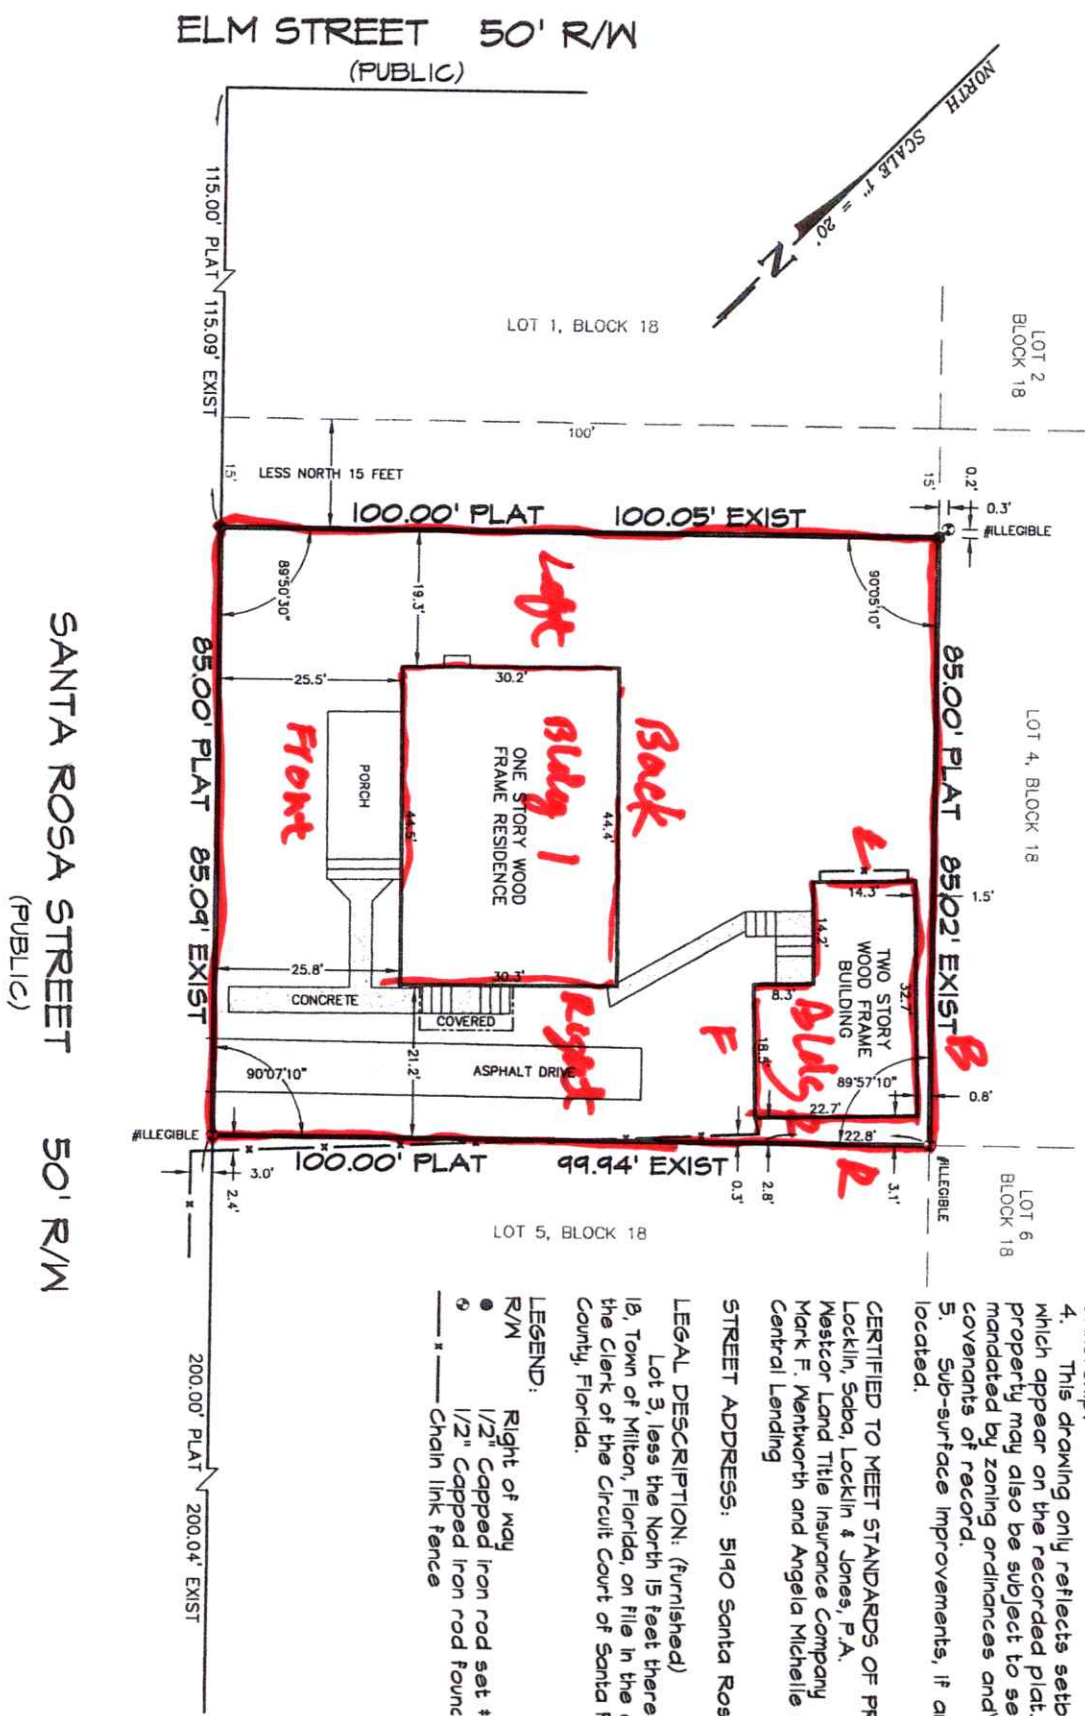 ELM STREET 50' R/W
(PUBLIC)
NORTH
SCALE 1" = 20'
N
115.00' PLAT
115.09' EXIST
LOT 1, BLOCK 18
LOT 2
BLOCK 18
100'
15'
LESS NORTH 15 FEET
15'
0.2'
0.3'
#ILLEGIBLE
100.00' PLAT 100.05' EXIST
89°50'30"
90°05'10"
19.3'
Left
85.00' PLAT 85.09' EXIST
85.00' PLAT 85.02' EXIST
LOT 4, BLOCK 18
25.5'
30.2'
Front
PORCH
44.5'
Bldg 1
ONE STORY WOOD
FRAME RESIDENCE
44.4'
Back
L
14.3'
1.5'
14.2'
TWO STORY
WOOD FRAME
BUILDING
32.7'
8.3'
Bldg 2
F
18.5'
B
25.8'
30.3'
CONCRETE
COVERED
Right
21.2'
ASPHALT DRIVE
90°07'10"
89°57'10"
0.8'
22.7'
22.8'
R
#ILLEGIBLE
3.0'
2.4'
100.00' PLAT 99.94' EXIST
0.3'
2.8'
3.1'
#ILLEGIBLE
LOT 5, BLOCK 18
LOT 6
BLOCK 18
SANTA ROSA STREET 50' R/W
(PUBLIC)
200.00' PLAT
200.04' EXIST
4. This drawing only reflects setb
which appear on the recorded plat.
property may also be subject to se
mandated by zoning ordinances and\
covenants of record.
5. Sub-surface improvements, if a
located.
CERTIFIED TO MEET STANDARDS OF PR
Locklin, Saba, Locklin & Jones, P.A.
Westcor Land Title Insurance Company
Mark F. Wentworth and Angela Michelle
Central Lending
STREET ADDRESS: 5190 Santa Ros
LEGAL DESCRIPTION: (furnished)
Lot 3, less the North 15 feet there
18, Town of Milton, Florida, on file in the
the Clerk of the Circuit Court of Santa
County, Florida.
LEGEND:
R/W Right of way
1/2" Capped iron rod set #
1/2" Capped iron rod found
x Chain link fence